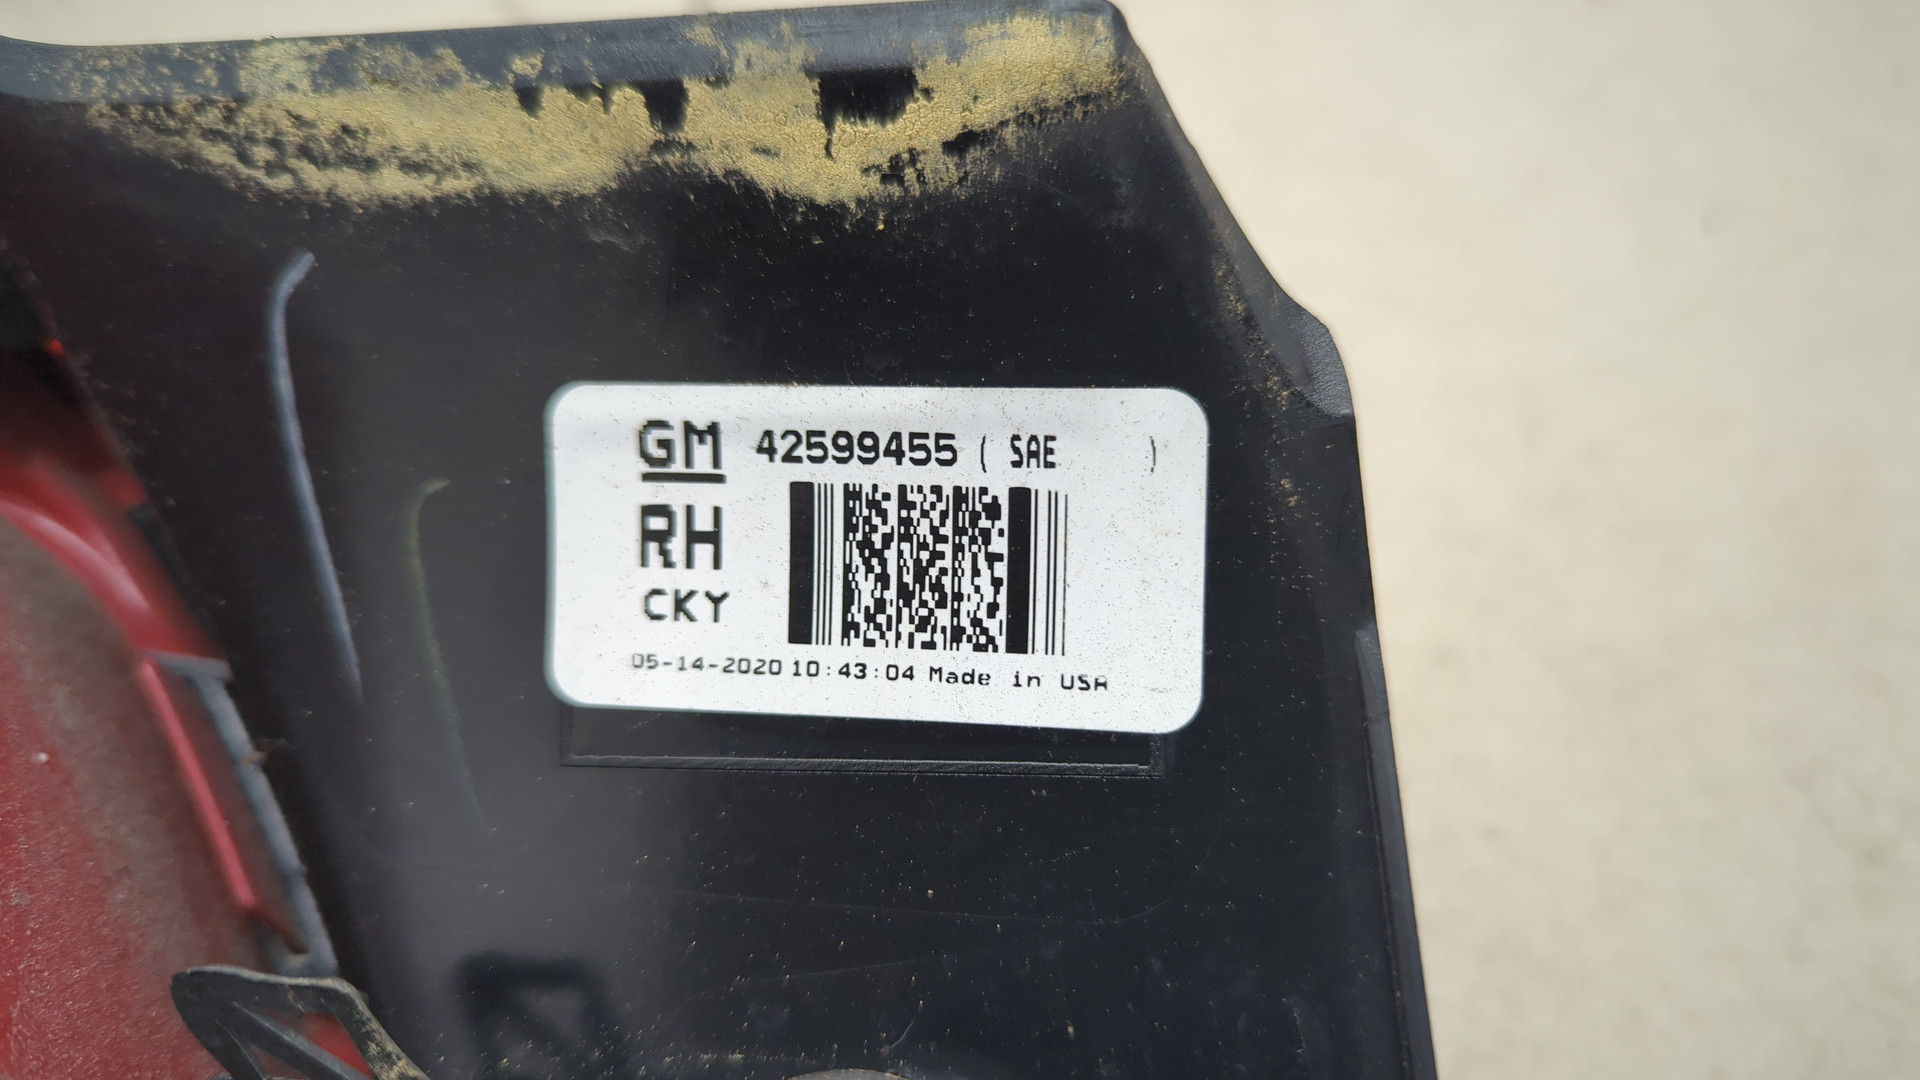 GM 42599455 ( SAE )
RH
CKY
05-14-2020 10:43:04 Made in USA